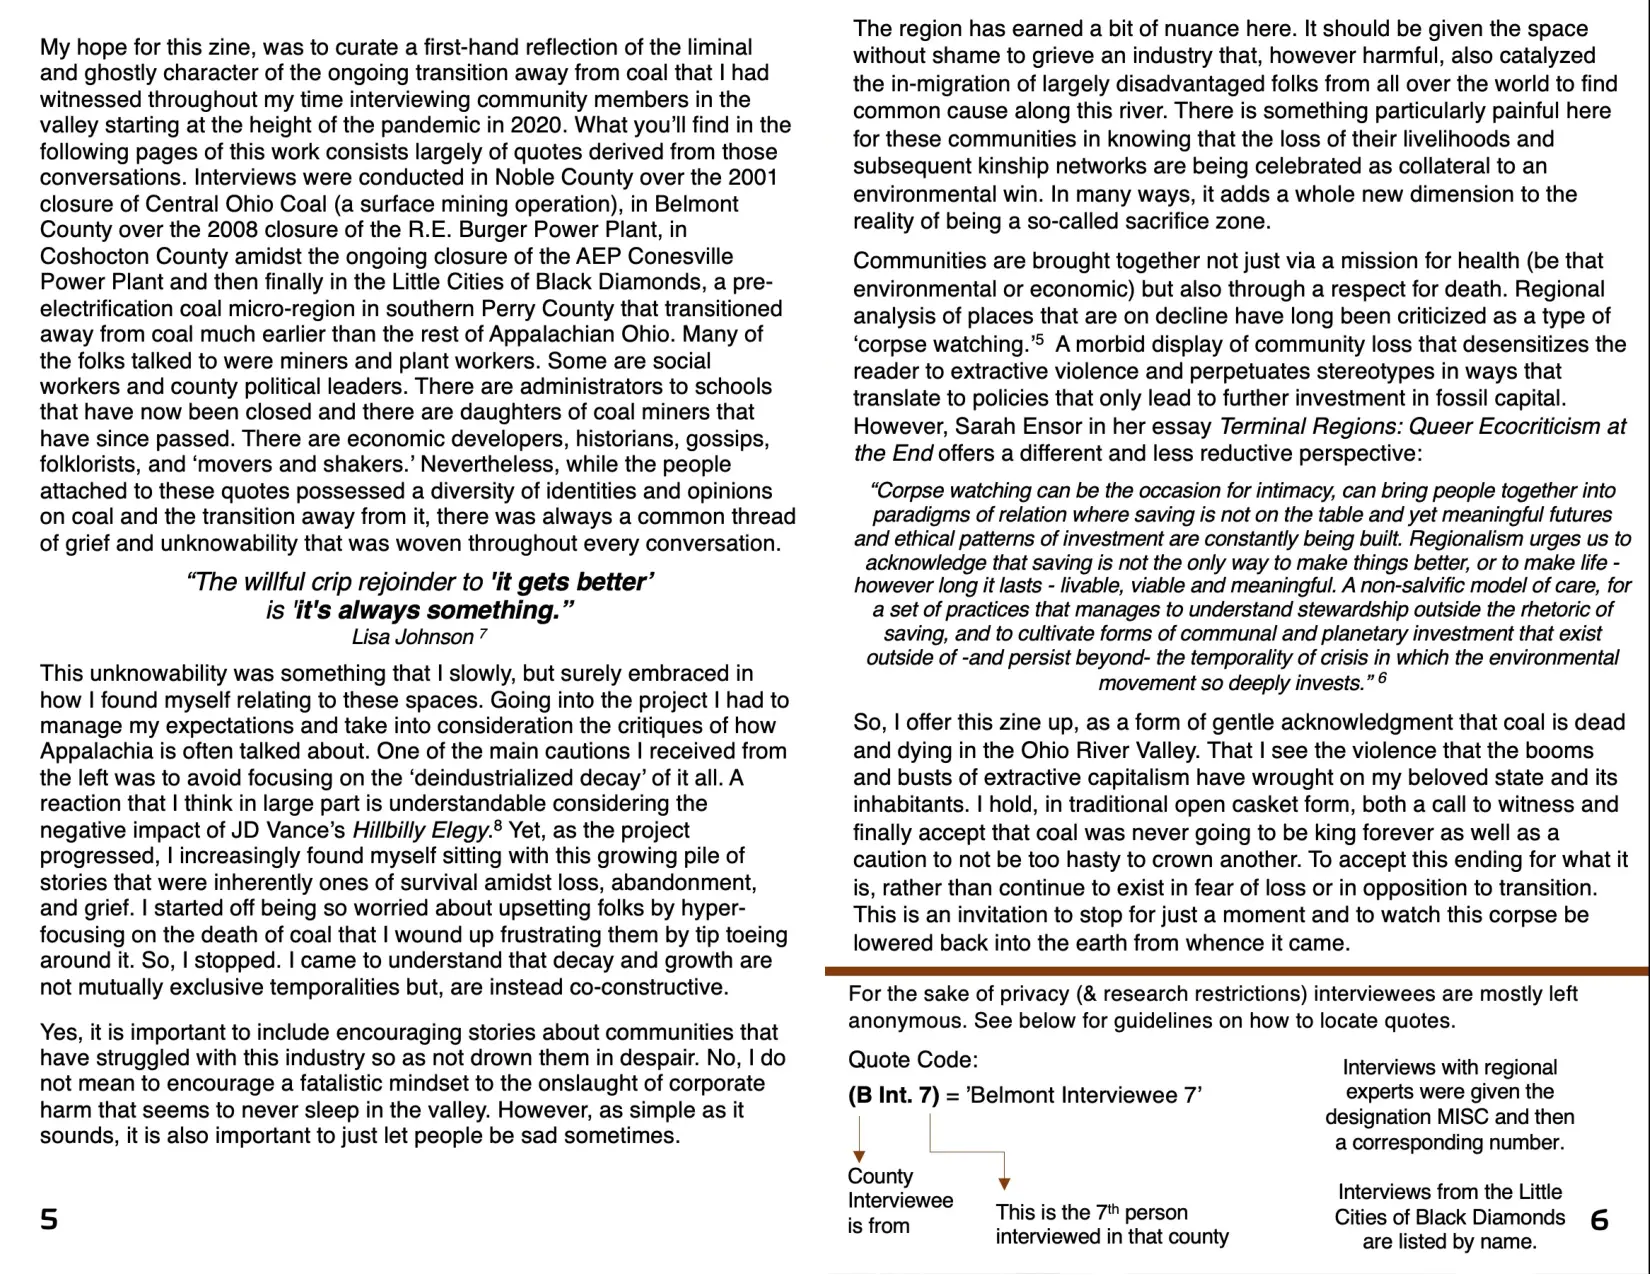 My hope for this zine, was to curate a first-hand reflection of the liminal
and ghostly character of the ongoing transition away from coal that I had
witnessed throughout my time interviewing community members in the
valley starting at the height of the pandemic in 2020. What you’ll find in the
following pages of this work consists largely of quotes derived from those
conversations. Interviews were conducted in Noble County over the 2001
closure of Central Ohio Coal (a surface mining operation), in Belmont
County over the 2008 closure of the R.E. Burger Power Plant, in
Coshocton County amidst the ongoing closure of the AEP Conesville
Power Plant and then finally in the Little Cities of Black Diamonds, a pre-
electrification coal micro-region in southern Perry County that transitioned
away from coal much earlier than the rest of Appalachian Ohio. Many of
the folks talked to were miners and plant workers. Some are social
workers and county political leaders. There are administrators to schools
that have now been closed and there are daughters of coal miners that
have since passed. There are economic developers, historians, gossips,
folklorists, and ‘movers and shakers.’ Nevertheless, while the people
attached to these quotes possessed a diversity of identities and opinions
on coal and the transition away from it, there was always a common thread
of grief and unknowability that was woven throughout every conversation.
“The willful crip rejoinder to 'it gets better’
is 'it's always something.”
Lisa Johnson 7
This unknowability was something that I slowly, but surely embraced in
how I found myself relating to these spaces. Going into the project I had to
manage my expectations and take into consideration the critiques of how
Appalachia is often talked about. One of the main cautions I received from
the left was to avoid focusing on the ‘deindustrialized decay’ of it all. A
reaction that I think in large part is understandable considering the
negative impact of JD Vance’s Hillbilly Elegy.8 Yet, as the project
progressed, I increasingly found myself sitting with this growing pile of
stories that were inherently ones of survival amidst loss, abandonment,
and grief. I started off being so worried about upsetting folks by hyper-
focusing on the death of coal that I wound up frustrating them by tip toeing
around it. So, I stopped. I came to understand that decay and growth are
not mutually exclusive temporalities but, are instead co-constructive.
Yes, it is important to include encouraging stories about communities that
have struggled with this industry so as not drown them in despair. No, I do
not mean to encourage a fatalistic mindset to the onslaught of corporate
harm that seems to never sleep in the valley. However, as simple as it
sounds, it is also important to just let people be sad sometimes.
5
The region has earned a bit of nuance here. It should be given the space
without shame to grieve an industry that, however harmful, also catalyzed
the in-migration of largely disadvantaged folks from all over the world to find
common cause along this river. There is something particularly painful here
for these communities in knowing that the loss of their livelihoods and
subsequent kinship networks are being celebrated as collateral to an
environmental win. In many ways, it adds a whole new dimension to the
reality of being a so-called sacrifice zone.
Communities are brought together not just via a mission for health (be that
environmental or economic) but also through a respect for death. Regional
analysis of places that are on decline have long been criticized as a type of
‘corpse watching.’5 A morbid display of community loss that desensitizes the
reader to extractive violence and perpetuates stereotypes in ways that
translate to policies that only lead to further investment in fossil capital.
However, Sarah Ensor in her essay Terminal Regions: Queer Ecocriticism at
the End offers a different and less reductive perspective:
“Corpse watching can be the occasion for intimacy, can bring people together into
paradigms of relation where saving is not on the table and yet meaningful futures
and ethical patterns of investment are constantly being built. Regionalism urges us to
acknowledge that saving is not the only way to make things better, or to make life -
however long it lasts - livable, viable and meaningful. A non-salvific model of care, for
a set of practices that manages to understand stewardship outside the rhetoric of
saving, and to cultivate forms of communal and planetary investment that exist
outside of -and persist beyond- the temporality of crisis in which the environmental
movement so deeply invests.” 6
So, I offer this zine up, as a form of gentle acknowledgment that coal is dead
and dying in the Ohio River Valley. That I see the violence that the booms
and busts of extractive capitalism have wrought on my beloved state and its
inhabitants. I hold, in traditional open casket form, both a call to witness and
finally accept that coal was never going to be king forever as well as a
caution to not be too hasty to crown another. To accept this ending for what it
is, rather than continue to exist in fear of loss or in opposition to transition.
This is an invitation to stop for just a moment and to watch this corpse be
lowered back into the earth from whence it came.
For the sake of privacy (& research restrictions) interviewees are mostly left
anonymous. See below for guidelines on how to locate quotes.
Quote Code:
(B Int. 7) = ’Belmont Interviewee 7’
County
Interviewee
is from
This is the 7th person
interviewed in that county
Interviews with regional
experts were given the
designation MISC and then
a corresponding number.
Interviews from the Little
Cities of Black Diamonds
are listed by name.
6